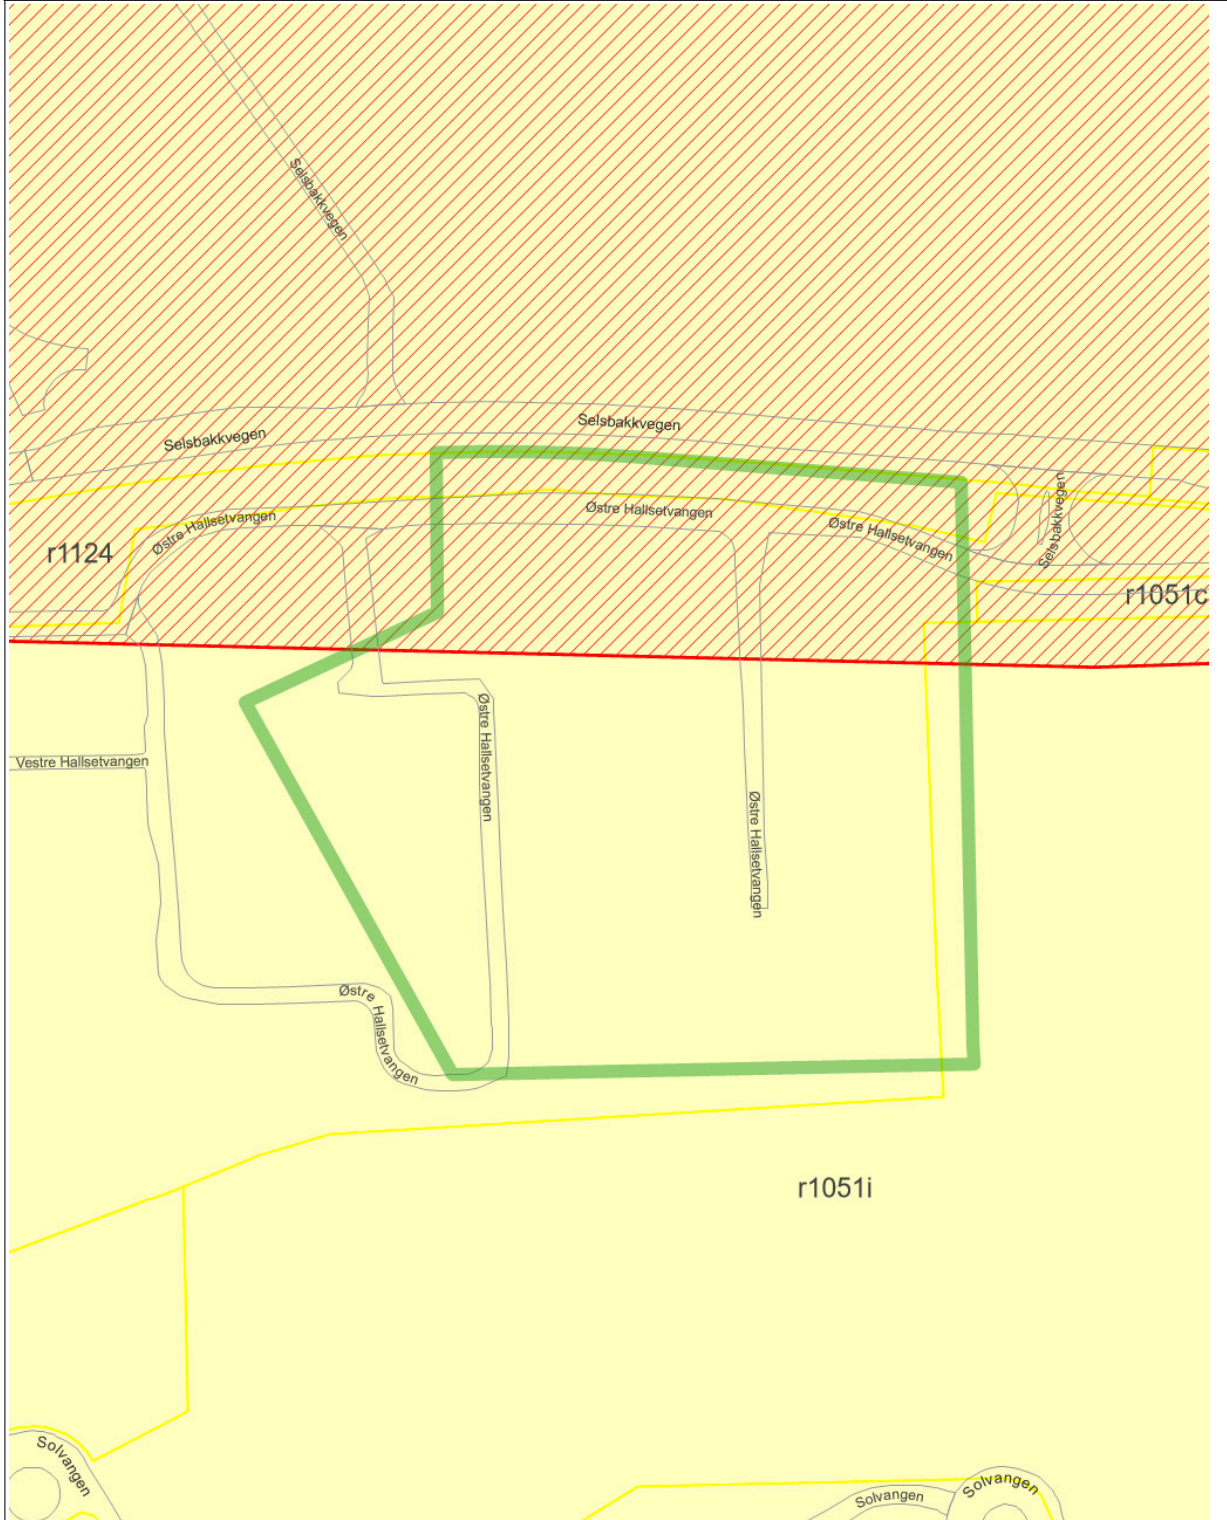 Selsbakkvegen
Selsbakkvegen
Selsbakkvegen
Selsbakkvegen
Østre Hallsetvangen
Østre Hallsetvangen
Østre Hallsetvangen
r1124
r1051c
Østre Hallsetvangen
Vestre Hallsetvangen
Østre Hallsetvangen
Østre Hallsetvangen
r1051i
Solvangen
Solvangen
Solvangen